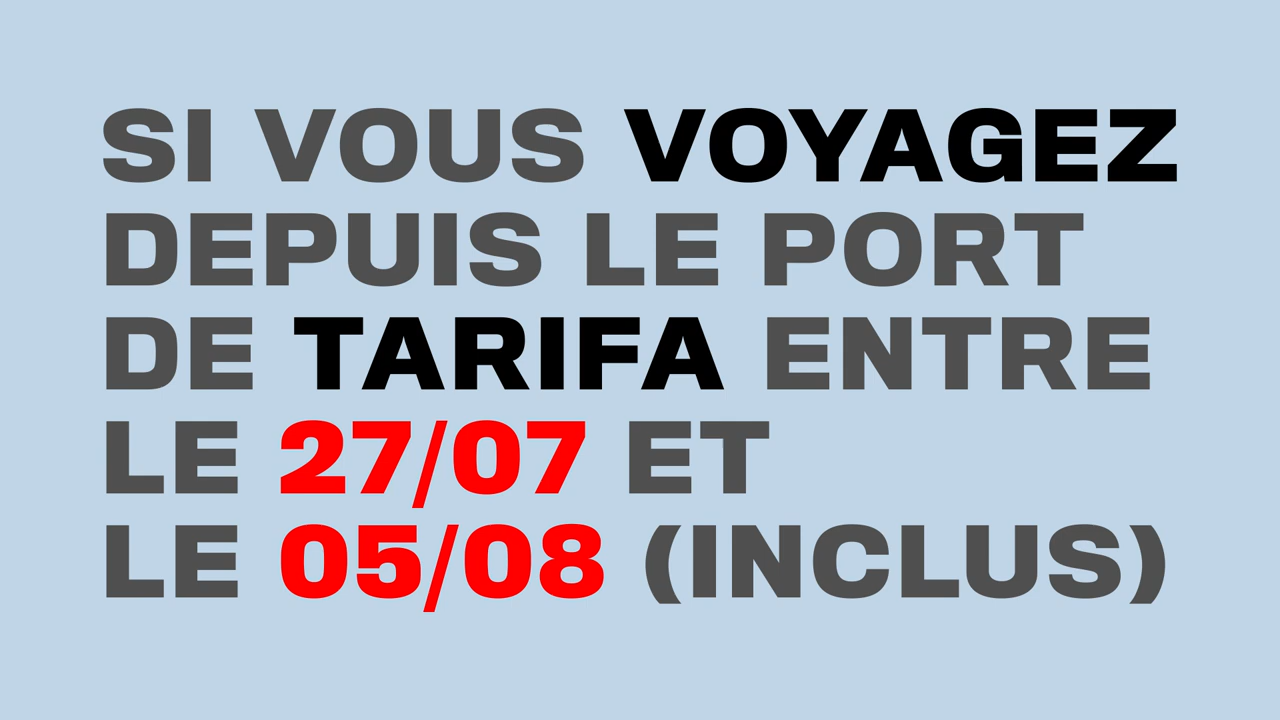 SI VOUS VOYAGEZ
DEPUIS LE PORT
DE TARIFA ENTRE
LE 27/07 ET
LE 05/08 (INCLUS)